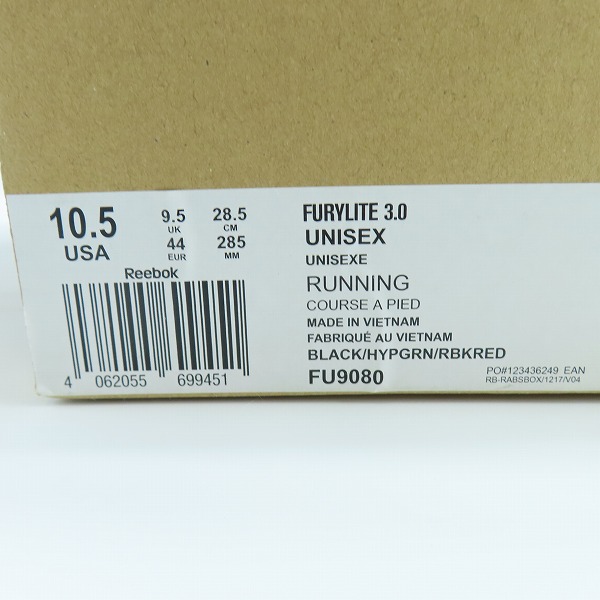 10.5
USA
9.5
UK
44
EUR
28.5
CM
285
MM
Reebok
4 062055 699451
FURYLITE 3.0
UNISEX
UNISEXE
RUNNING
COURSE A PIED
MADE IN VIETNAM
FABRIQUÉ AU VIETNAM
BLACK/HYPGRN/RBKRED
FU9080
PO#123436249 EAN
RB-RABSBOX/1217/V04